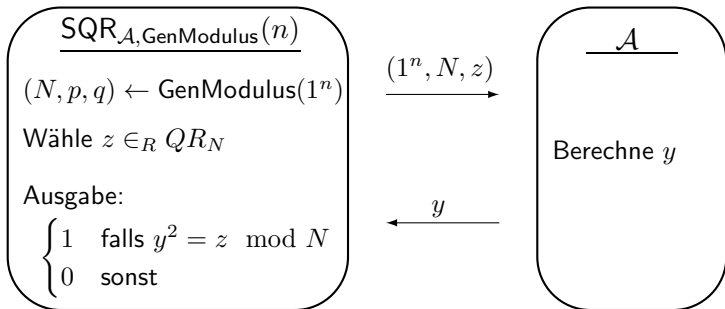 SQR_{𝒜,GenModulus}(n)
(N, p, q) ← GenModulus(1^n)
Wähle z ∈_R QR_N
Ausgabe:
{ 1 falls y^2 = z mod N
0 sonst
(1^n, N, z)
y
𝒜
Berechne y